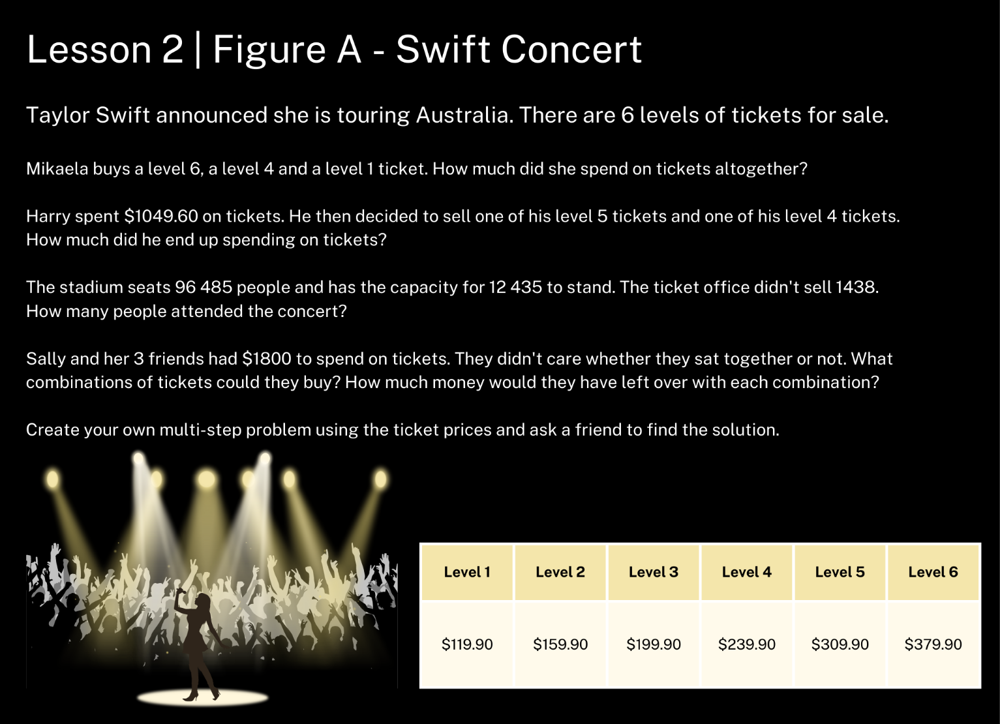 Lesson 2 | Figure A - Swift Concert
Taylor Swift announced she is touring Australia. There are 6 levels of tickets for sale.
Mikaela buys a level 6, a level 4 and a level 1 ticket. How much did she spend on tickets altogether?
Harry spent $1049.60 on tickets. He then decided to sell one of his level 5 tickets and one of his level 4 tickets.
How much did he end up spending on tickets?
The stadium seats 96 485 people and has the capacity for 12 435 to stand. The ticket office didn't sell 1438.
How many people attended the concert?
Sally and her 3 friends had $1800 to spend on tickets. They didn't care whether they sat together or not. What
combinations of tickets could they buy? How much money would they have left over with each combination?
Create your own multi-step problem using the ticket prices and ask a friend to find the solution.
Level 1 Level 2 Level 3 Level 4 Level 5 Level 6
$119.90 $159.90 $199.90 $239.90 $309.90 $379.90